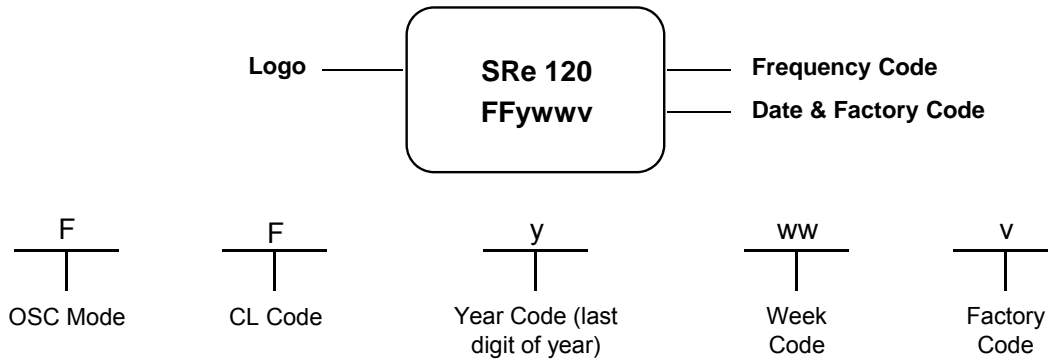 Logo
SRe 120
Frequency Code
FFywwv
Date & Factory Code
F
F
y
ww
v
OSC Mode
CL Code
Year Code (last
digit of year)
Week
Code
Factory
Code